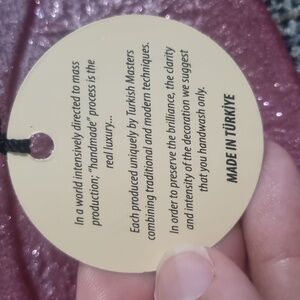 In a world intensively directed to mass
production; "handmade" process is the
real luxury...
Each produced uniquely by Turkish Masters
combining traditional and modern techniques.
In order to preserve the brilliance, the clarity
and intensity of the decoration we suggest
that you handwash only.
MADE IN TÜRKİYE